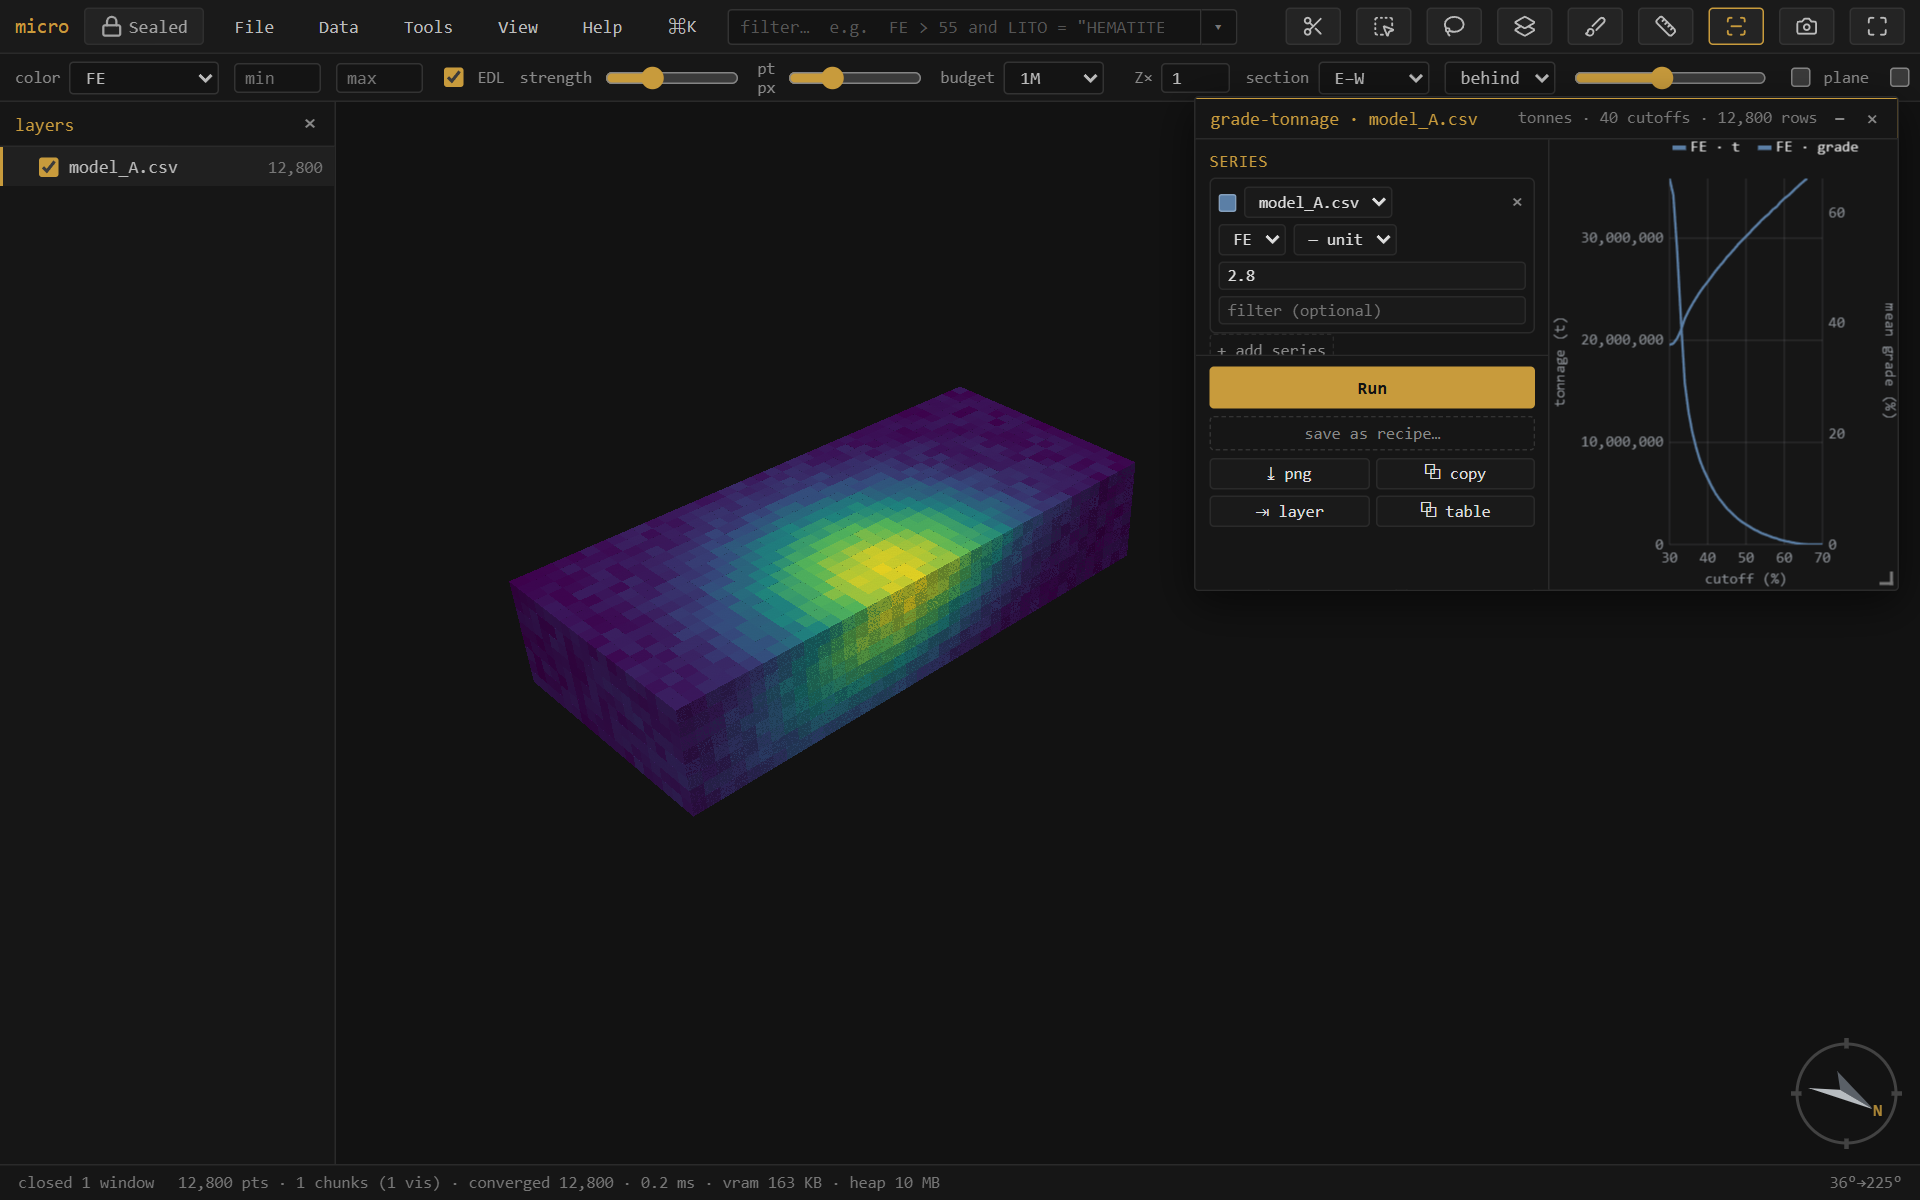 micro Sealed File Data Tools View Help ⌘K filter… e.g. FE > 55 and LITO = "HEMATITE
color FE min max EDL strength pt px budget 1M Z× 1 section E–W behind plane
layers ×
model_A.csv 12,800
grade-tonnage · model_A.csv tonnes · 40 cutoffs · 12,800 rows – ×
SERIES
model_A.csv ×
FE — unit
2.8
filter (optional)
+ add series
Run
save as recipe…
↓ png copy
⇥ layer table
FE · t FE · grade
30,000,000
20,000,000
10,000,000
0
tonnage (t)
60
40
20
0
mean grade (%)
30 40 50 60 70
cutoff (%)
N
closed 1 window 12,800 pts · 1 chunks (1 vis) · converged 12,800 · 0.2 ms · vram 163 KB · heap 10 MB
36°→225°